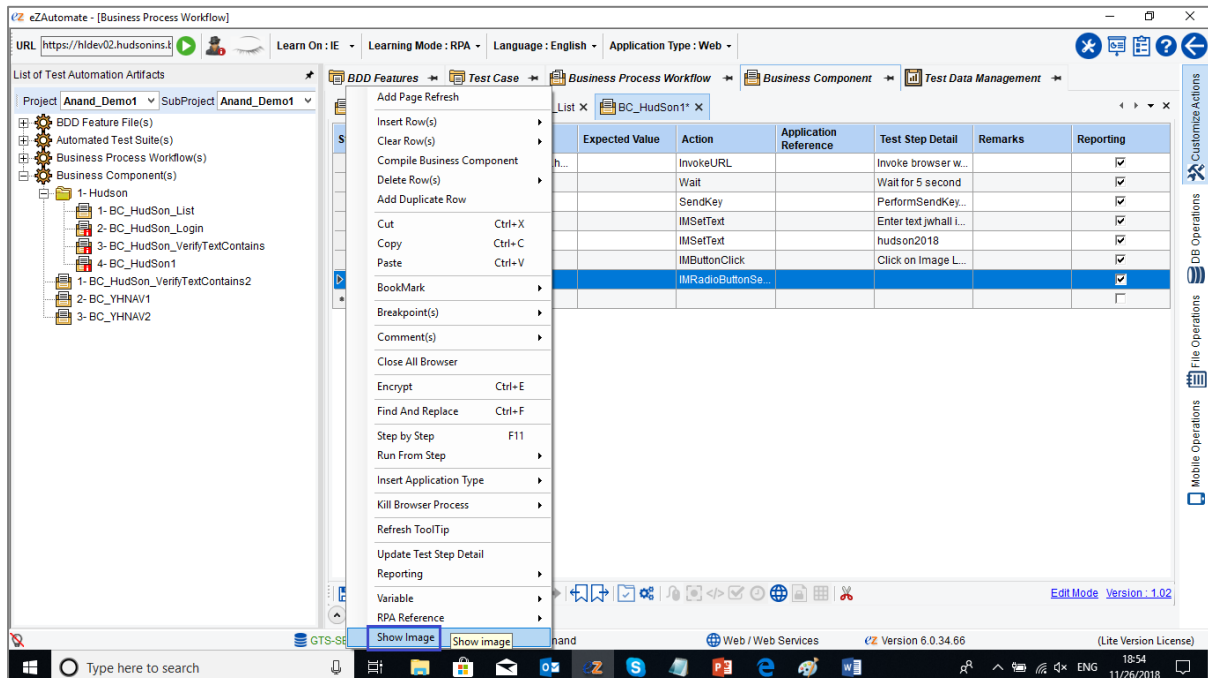 eZ eZAutomate - [Business Process Workflow]
URL https://hldev02.hudsonins.b Learn On : IE Learning Mode : RPA Language : English Application Type : Web
List of Test Automation Artifacts
BDD Features Test Case Business Process Workflow Business Component Test Data Management
Project Anand_Demo1 SubProject Anand_Demo1
BDD Feature File(s)
Automated Test Suite(s)
Business Process Workflow(s)
Business Component(s)
1- Hudson
1- BC_HudSon_List
2- BC_HudSon_Login
3- BC_HudSon_VerifyTextContains
4- BC_HudSon1
1- BC_HudSon_VerifyTextContains2
2- BC_YHNAV1
3- BC_YHNAV2
_List X BC_HudSon1* X
S Expected Value Action Application Reference Test Step Detail Remarks Reporting
h... InvokeURL Invoke browser w...
Wait Wait for 5 second
SendKey PerformSendKey...
IMSetText Enter text jwhall i...
IMSetText hudson2018
IMButtonClick Click on Image L...
IMRadioButtonSe...
Add Page Refresh
Insert Row(s)
Clear Row(s)
Compile Business Component
Delete Row(s)
Add Duplicate Row
Cut Ctrl+X
Copy Ctrl+C
Paste Ctrl+V
BookMark
Breakpoint(s)
Comment(s)
Close All Browser
Encrypt Ctrl+E
Find And Replace Ctrl+F
Step by Step F11
Run From Step
Insert Application Type
Kill Browser Process
Refresh ToolTip
Update Test Step Detail
Reporting
Variable
RPA Reference
Show Image
Show image
Customize Actions
DB Operations
File Operations
Mobile Operations
Edit Mode Version : 1.02
GTS-SE nand Web / Web Services eZ Version 6.0.34.66 (Lite Version License)
Type here to search
ENG
18:54
11/26/2018